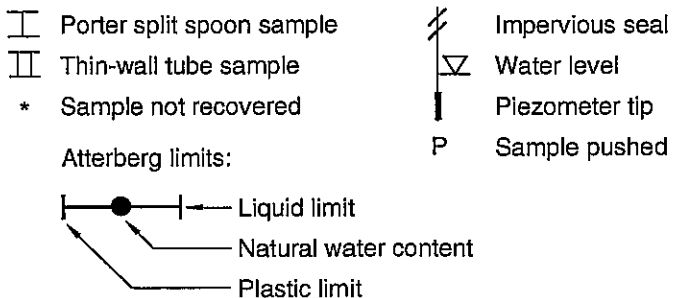 Porter split spoon sample
Thin-wall tube sample
* Sample not recovered
Atterberg limits:
Liquid limit
Natural water content
Plastic limit
Impervious seal
Water level
Piezometer tip
P Sample pushed